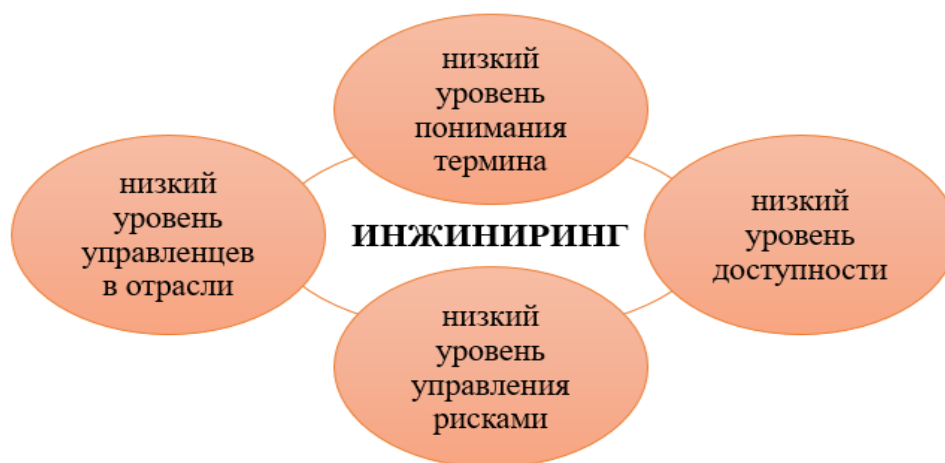 низкий
уровень
понимания
термина
низкий
уровень
управленцев
в отрасли
ИНЖИНИРИНГ
низкий
уровень
доступности
низкий
уровень
управления
рисками